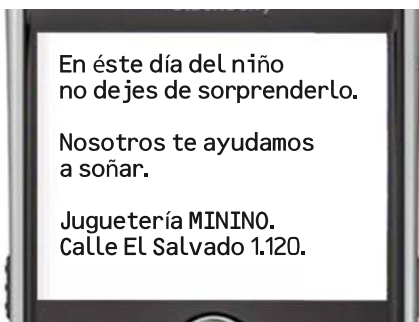 En éste día del niño
no dejes de sorprenderlo.
Nosotros te ayudamos
a soñar.
Juguetería MININO.
Calle El Salvado 1.120.